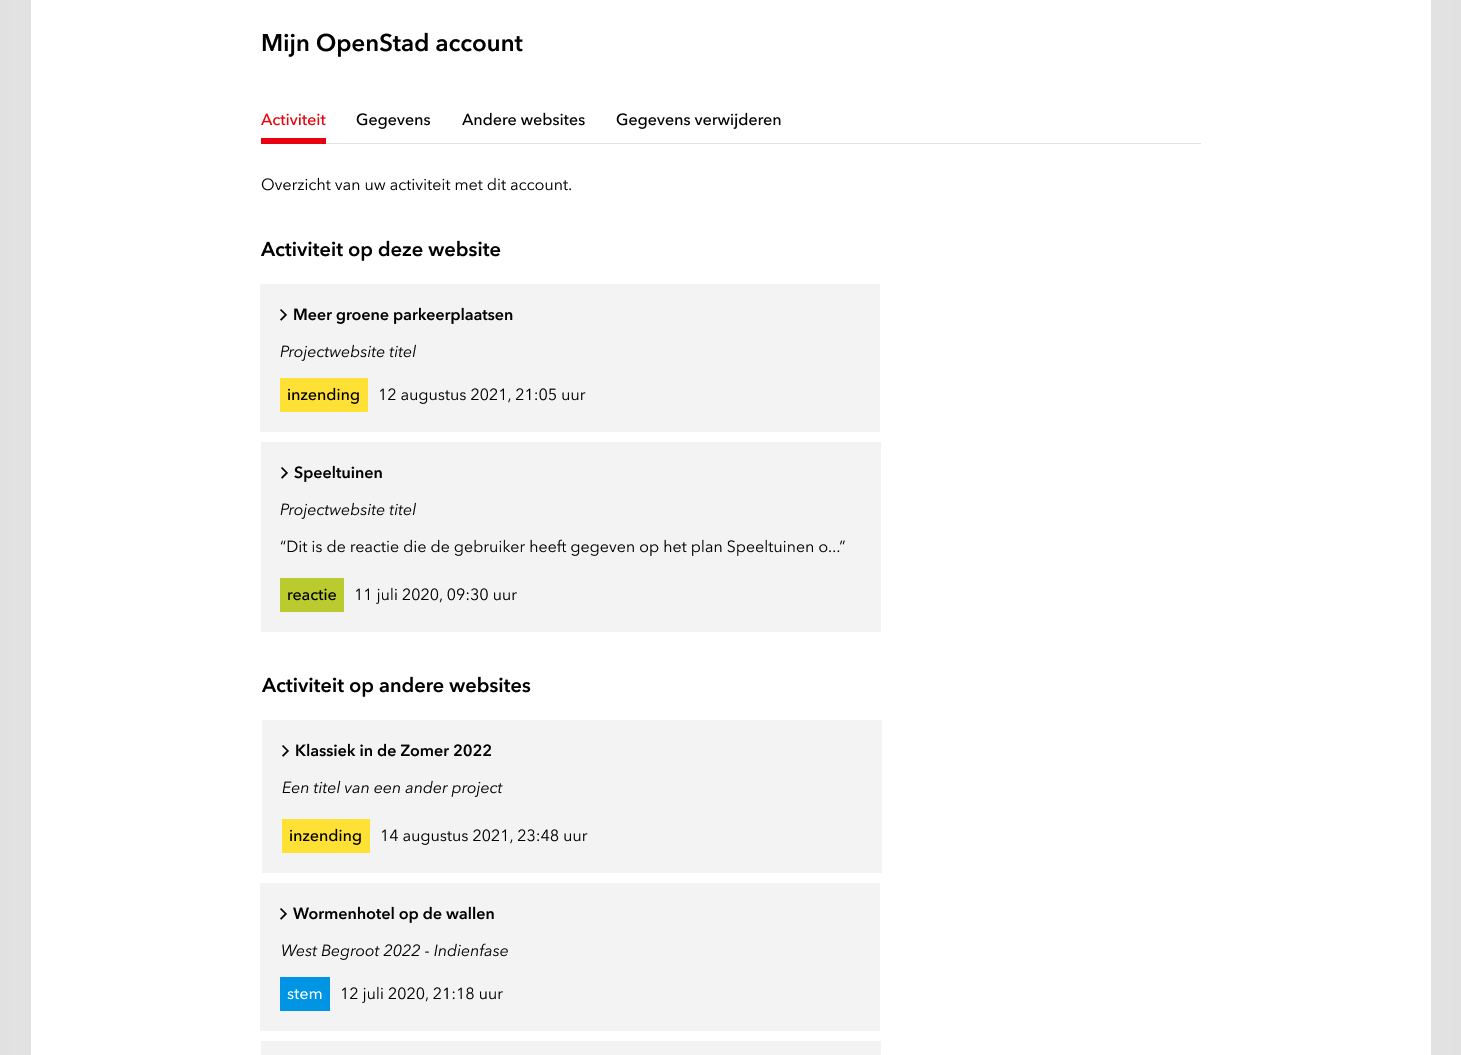 Mijn OpenStad account
Activiteit Gegevens Andere websites Gegevens verwijderen
Overzicht van uw activiteit met dit account.
Activiteit op deze website
Meer groene parkeerplaatsen
Projectwebsite titel
inzending 12 augustus 2021, 21:05 uur
Speeltuinen
Projectwebsite titel
“Dit is de reactie die de gebruiker heeft gegeven op het plan Speeltuinen o...”
reactie 11 juli 2020, 09:30 uur
Activiteit op andere websites
Klassiek in de Zomer 2022
Een titel van een ander project
inzending 14 augustus 2021, 23:48 uur
Wormenhotel op de wallen
West Begroot 2022 - Indienfase
stem 12 juli 2020, 21:18 uur